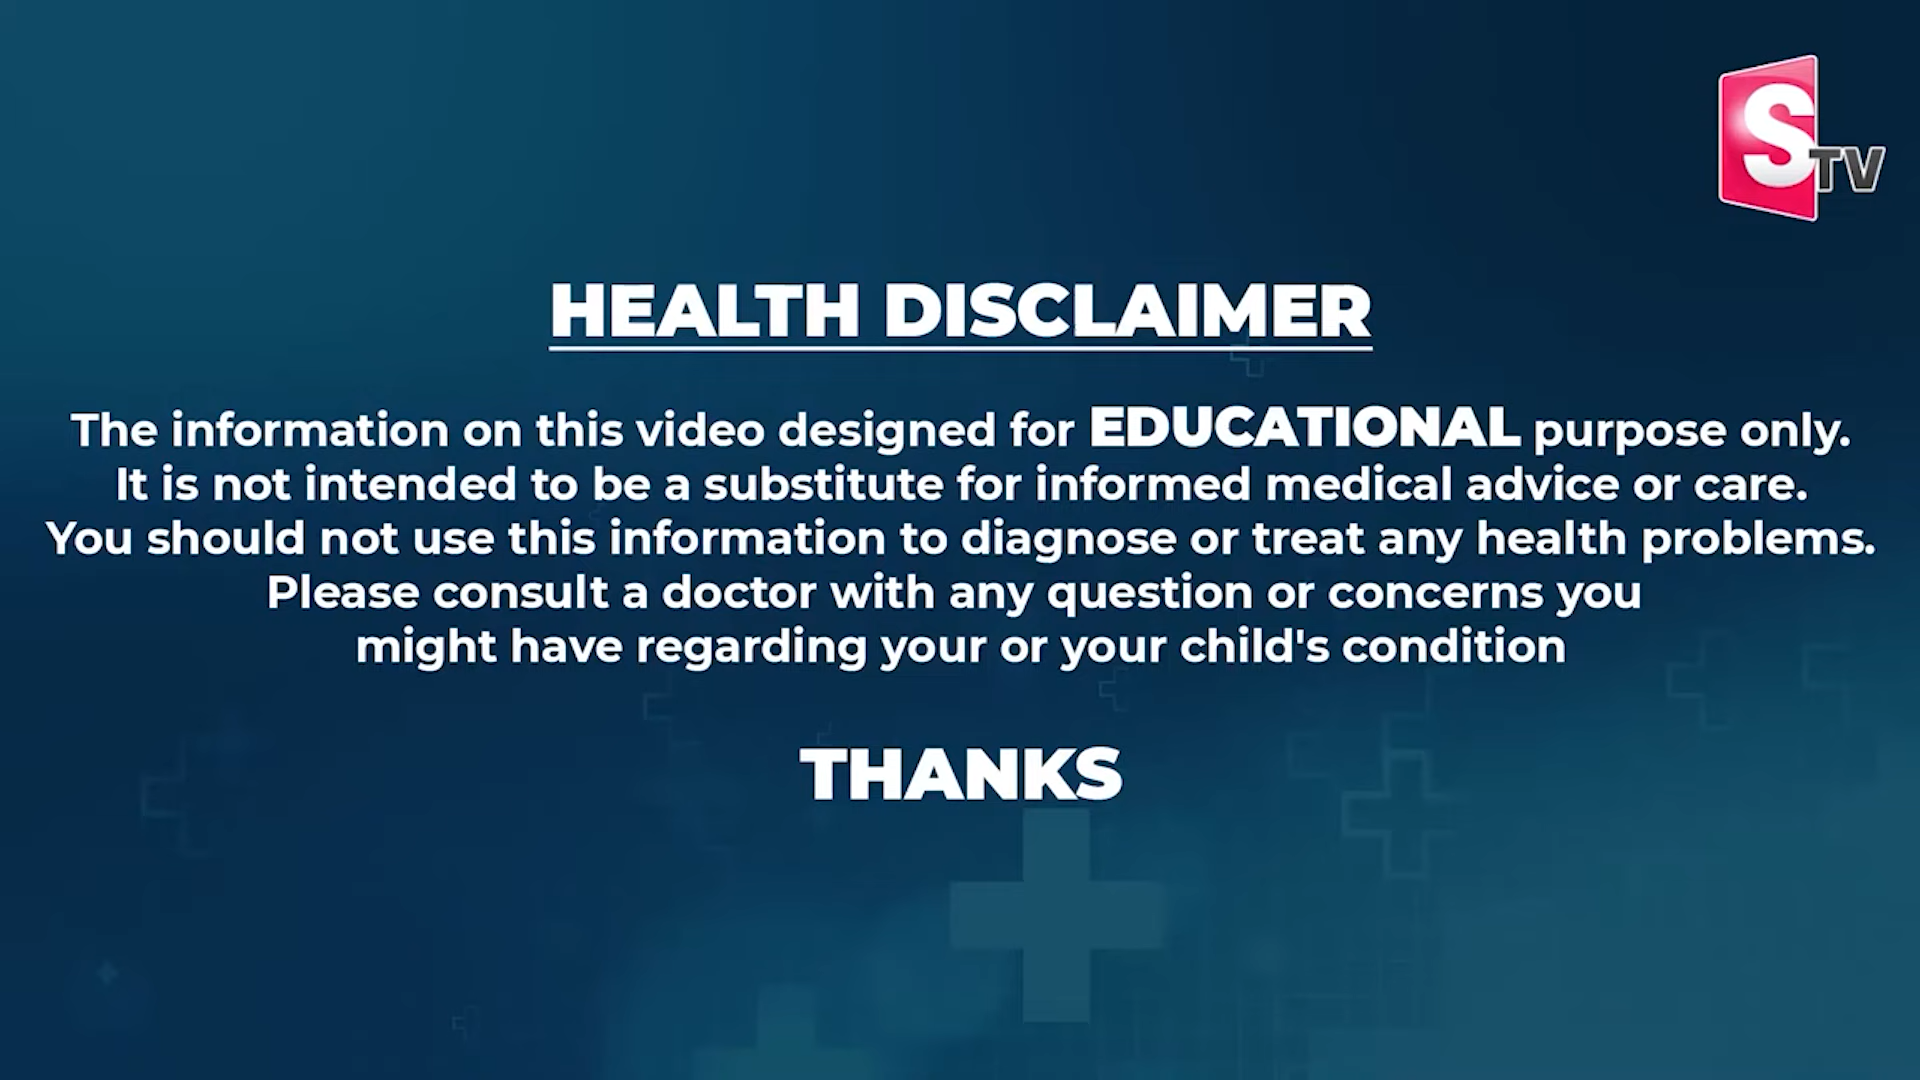 STV
HEALTH DISCLAIMER
The information on this video designed for EDUCATIONAL purpose only.
It is not intended to be a substitute for informed medical advice or care.
You should not use this information to diagnose or treat any health problems.
Please consult a doctor with any question or concerns you
might have regarding your or your child's condition
THANKS